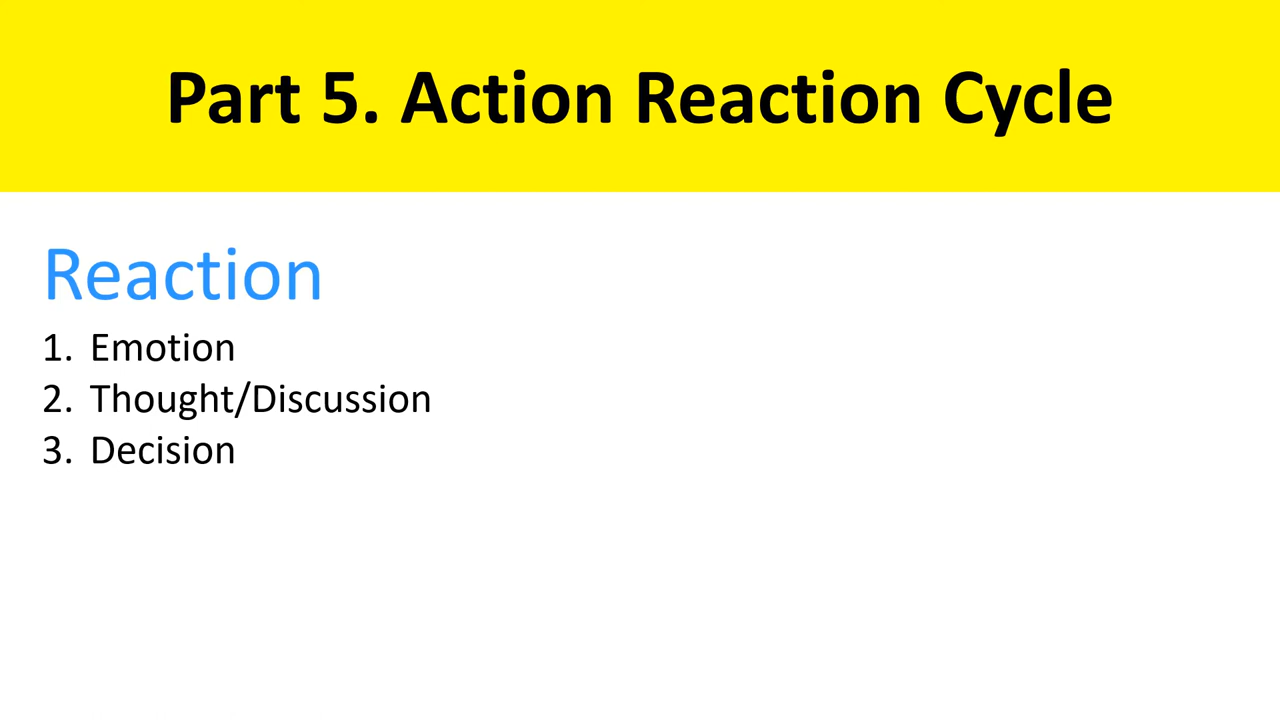 Part 5. Action Reaction Cycle
Reaction
1. Emotion
2. Thought/Discussion
3. Decision